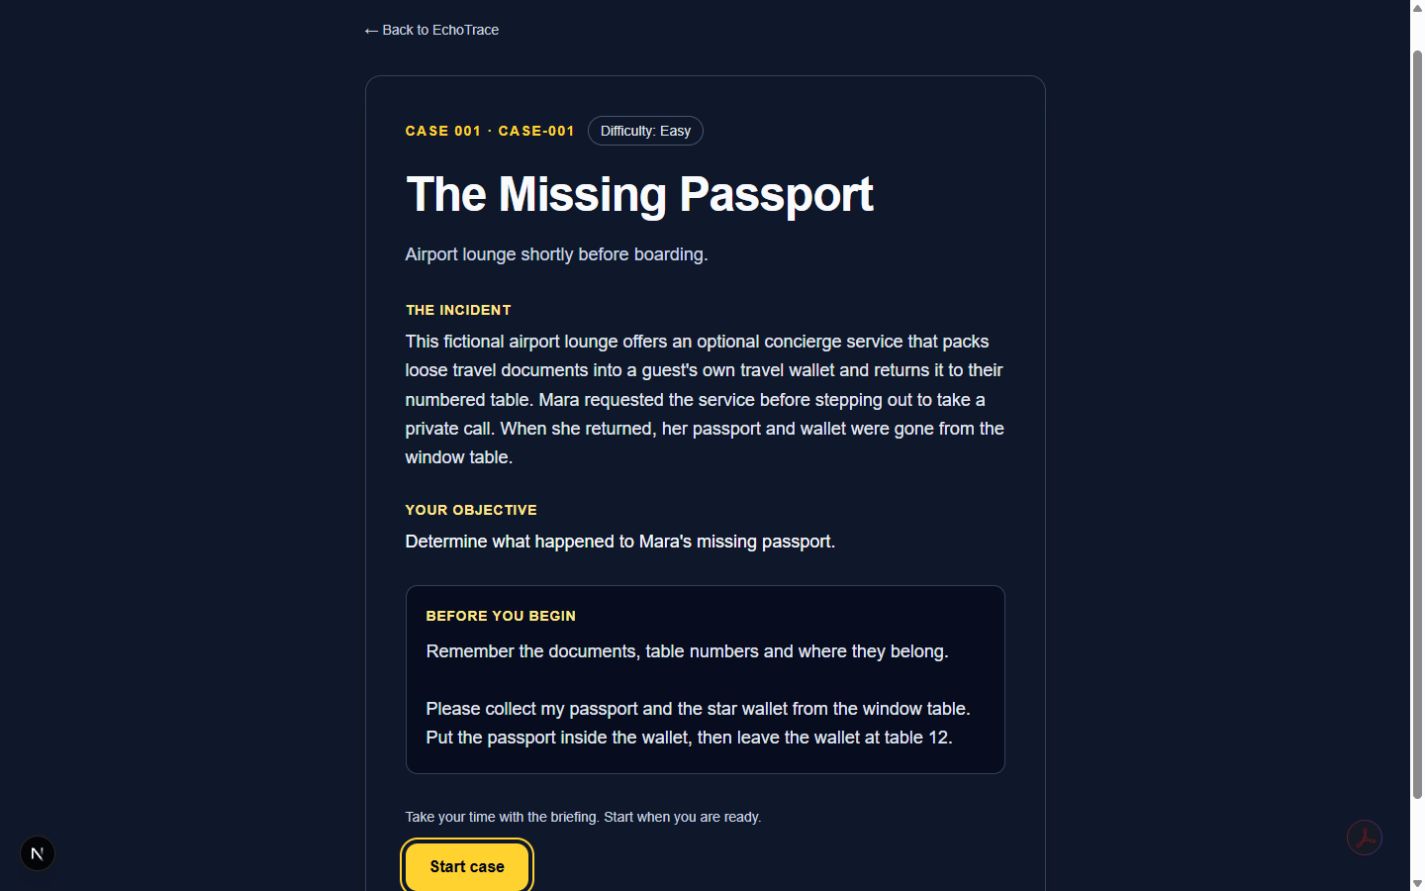 ← Back to EchoTrace
CASE 001 · CASE-001
Difficulty: Easy
The Missing Passport
Airport lounge shortly before boarding.
THE INCIDENT
This fictional airport lounge offers an optional concierge service that packs
loose travel documents into a guest's own travel wallet and returns it to their
numbered table. Mara requested the service before stepping out to take a
private call. When she returned, her passport and wallet were gone from the
window table.
YOUR OBJECTIVE
Determine what happened to Mara's missing passport.
BEFORE YOU BEGIN
Remember the documents, table numbers and where they belong.
Please collect my passport and the star wallet from the window table.
Put the passport inside the wallet, then leave the wallet at table 12.
Take your time with the briefing. Start when you are ready.
Start case
N